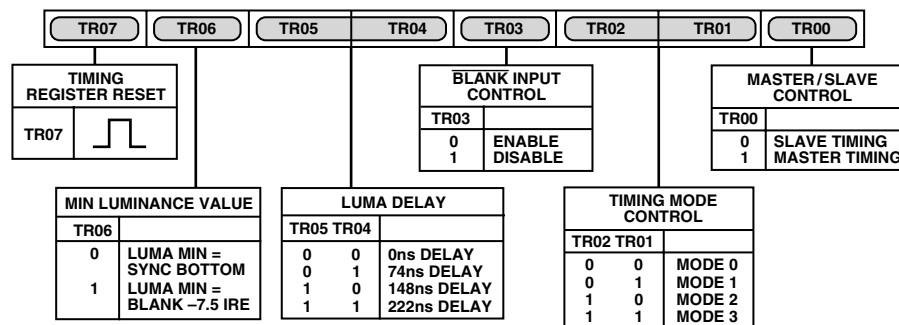 TR07 TR06 TR05 TR04 TR03 TR02 TR01 TR00
TIMING
REGISTER RESET
TR07
BLANK INPUT
CONTROL
TR03
0 ENABLE
1 DISABLE
MASTER/SLAVE
CONTROL
TR00
0 SLAVE TIMING
1 MASTER TIMING
MIN LUMINANCE VALUE
TR06
0 LUMA MIN =
SYNC BOTTOM
1 LUMA MIN =
BLANK –7.5 IRE
LUMA DELAY
TR05 TR04
0 0 0ns DELAY
0 1 74ns DELAY
1 0 148ns DELAY
1 1 222ns DELAY
TIMING MODE
CONTROL
TR02 TR01
0 0 MODE 0
0 1 MODE 1
1 0 MODE 2
1 1 MODE 3